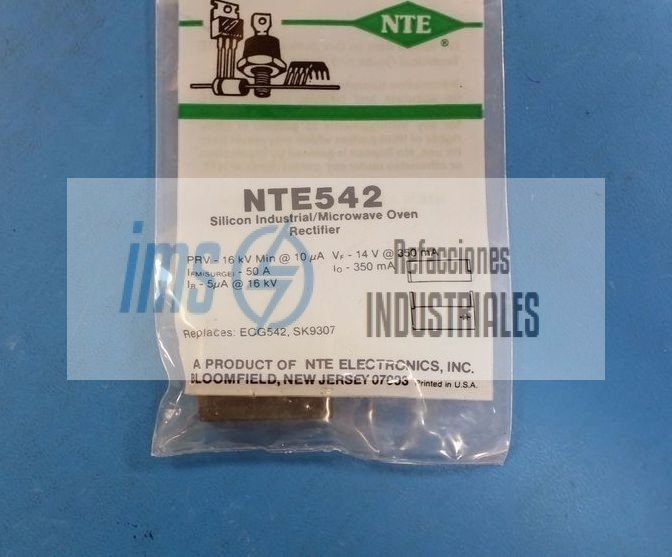 NTE
®
NTE542
Silicon Industrial/Microwave Oven
Rectifier
PRV - 16 kV Min @ 10 μA VF - 14 V @ 350 mA
IFM(SURGE) - 50 A IO - 350 mA
IR - 5μA @ 16 kV
ims
Refacciones
INDUSTRIALES
Replaces: ECG542, SK9307
A PRODUCT OF NTE ELECTRONICS, INC.
BLOOMFIELD, NEW JERSEY 07003 Printed in U.S.A.